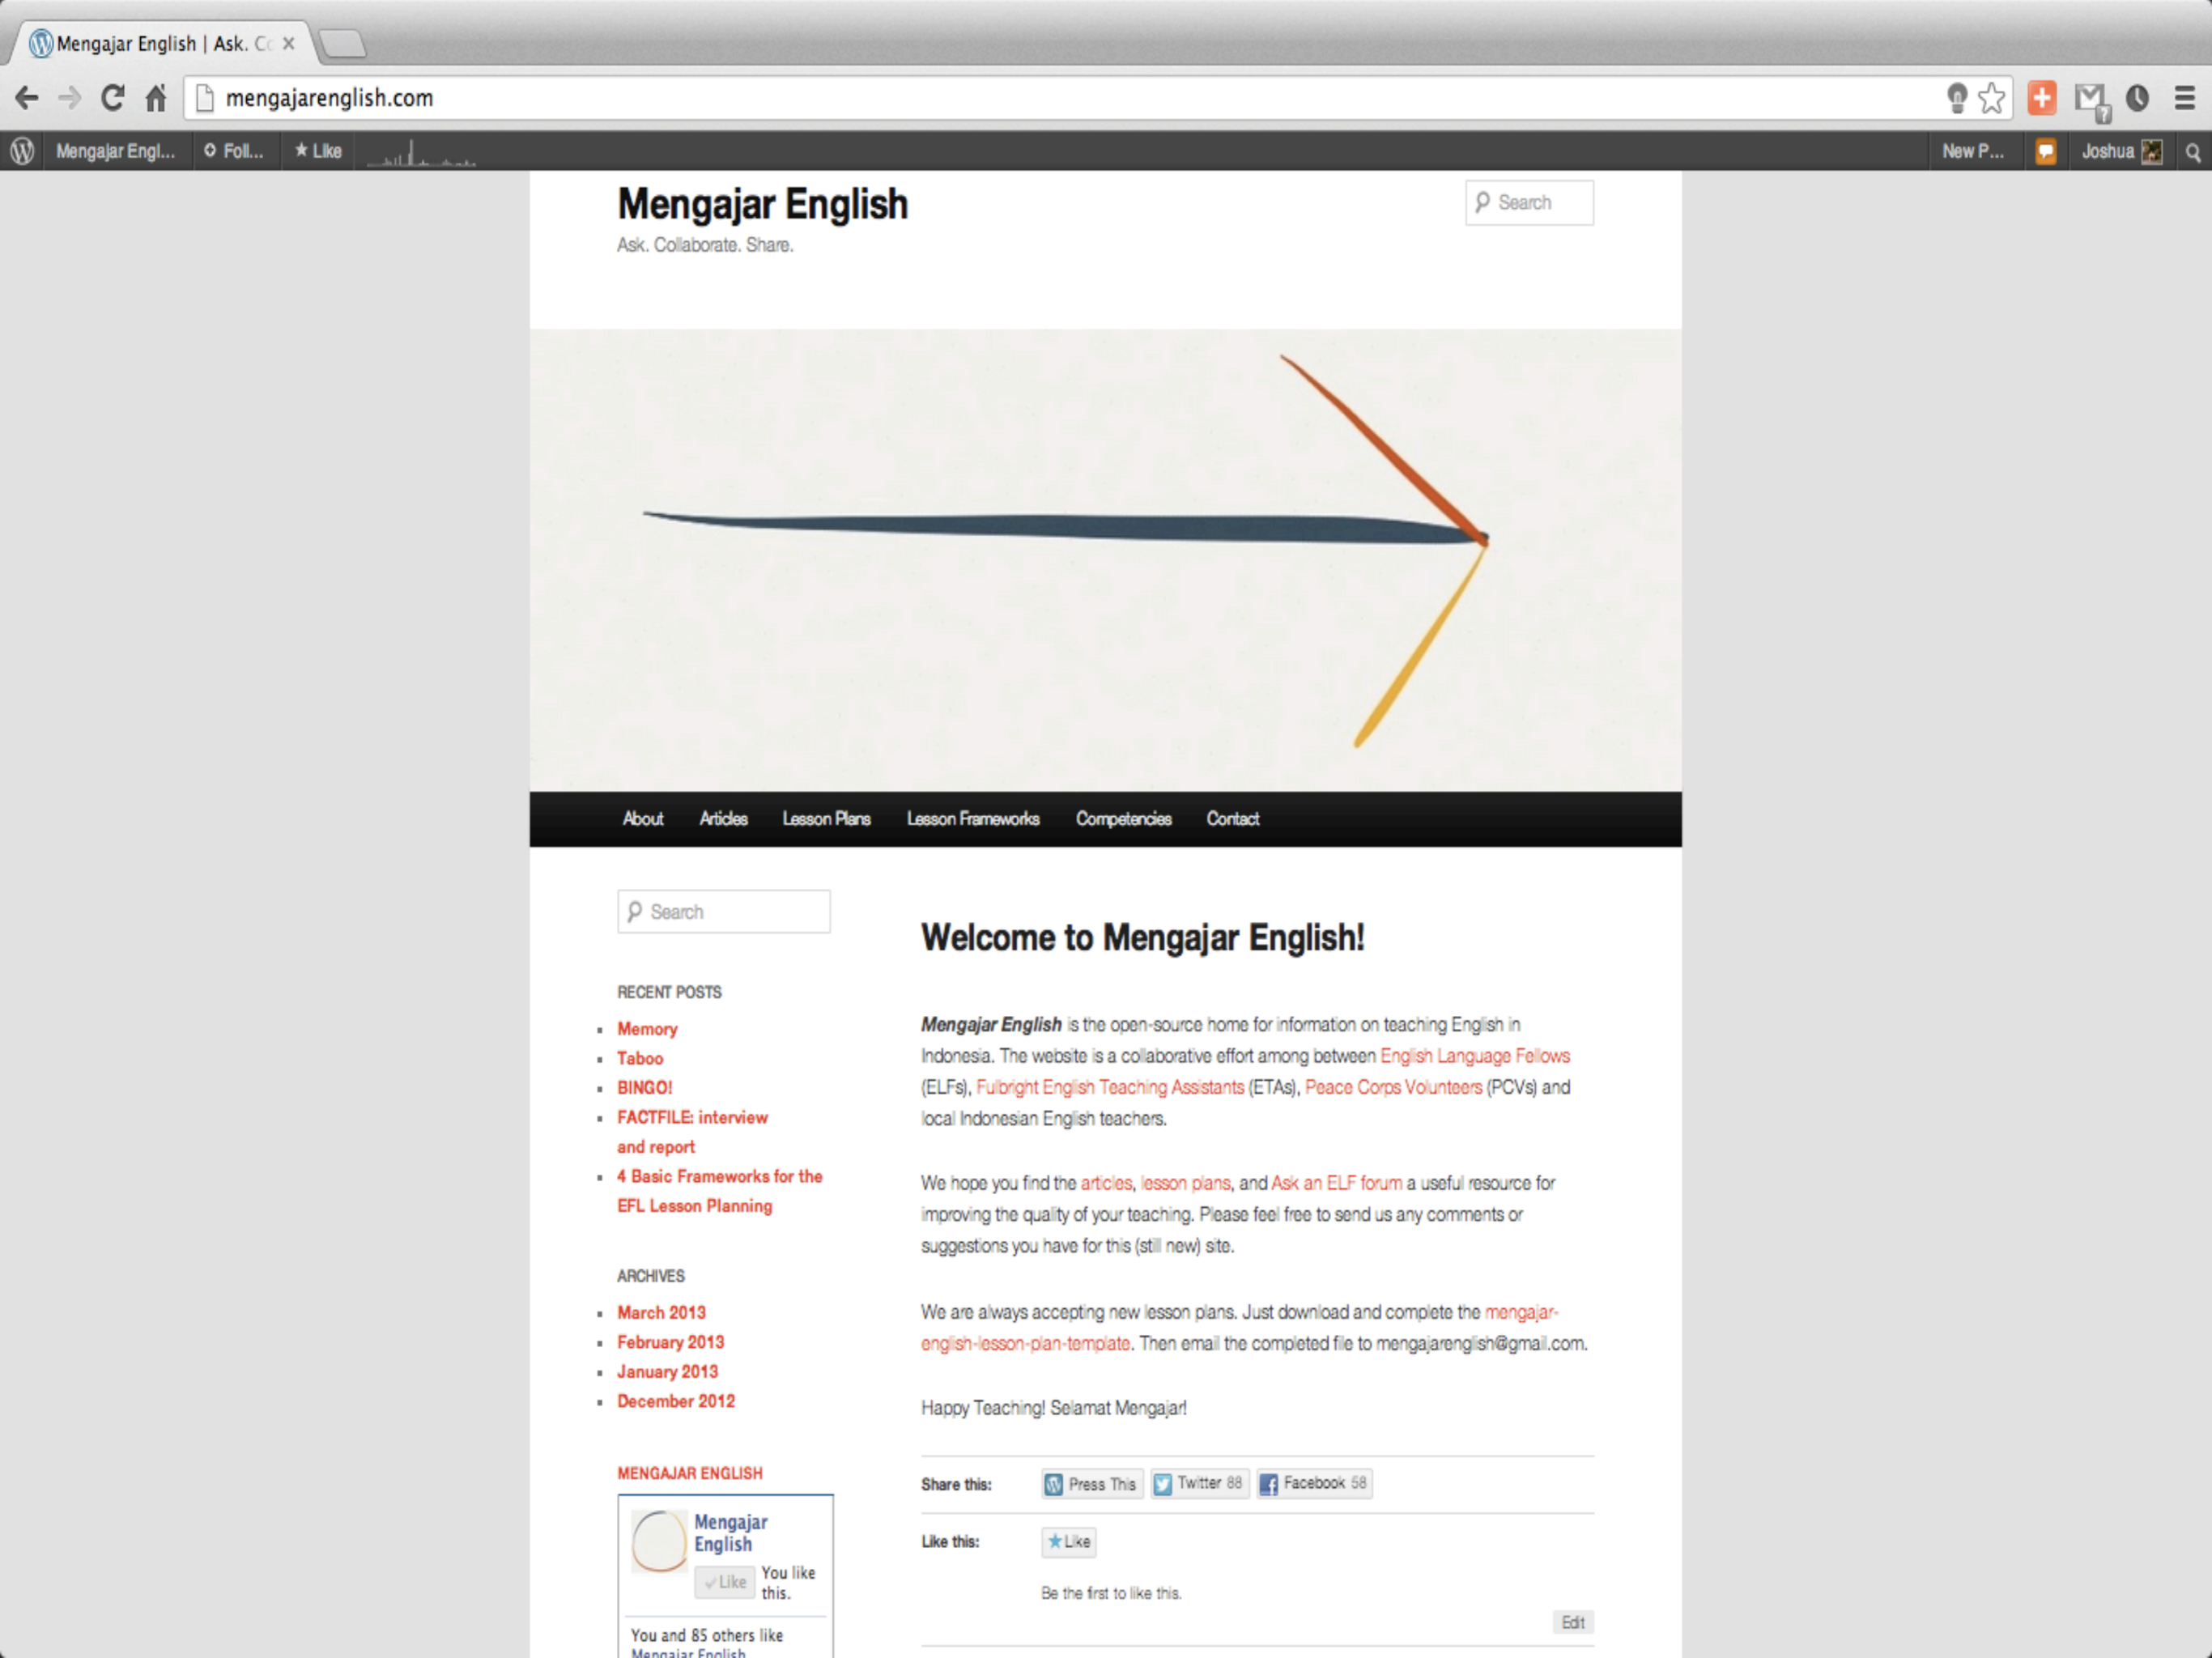 Mengajar English | Ask. Co
mengajarenglish.com
Mengajar Engl... Foll... Like New P... Joshua
Mengajar English
Search
Ask. Collaborate. Share.
About Articles Lesson Plans Lesson Frameworks Competencies Contact
Search
RECENT POSTS
Memory
Taboo
BINGO!
FACTFILE: interview
and report
4 Basic Frameworks for the
EFL Lesson Planning
ARCHIVES
March 2013
February 2013
January 2013
December 2012
MENGAJAR ENGLISH
Mengajar
English
Like You like
this.
You and 85 others like
Mengajar English
Welcome to Mengajar English!
Mengajar English is the open-source home for information on teaching English in
Indonesia. The website is a collaborative effort among between English Language Fellows
(ELFs), Fulbright English Teaching Assistants (ETAs), Peace Corps Volunteers (PCVs) and
local Indonesian English teachers.
We hope you find the articles, lesson plans, and Ask an ELF forum a useful resource for
improving the quality of your teaching. Please feel free to send us any comments or
suggestions you have for this (still new) site.
We are always accepting new lesson plans. Just download and complete the mengajar-
english-lesson-plan-template. Then email the completed file to mengajarenglish@gmail.com.
Happy Teaching! Selamat Mengajar!
Share this: Press This Twitter 88 Facebook 58
Like this: Like
Be the first to like this.
Edit